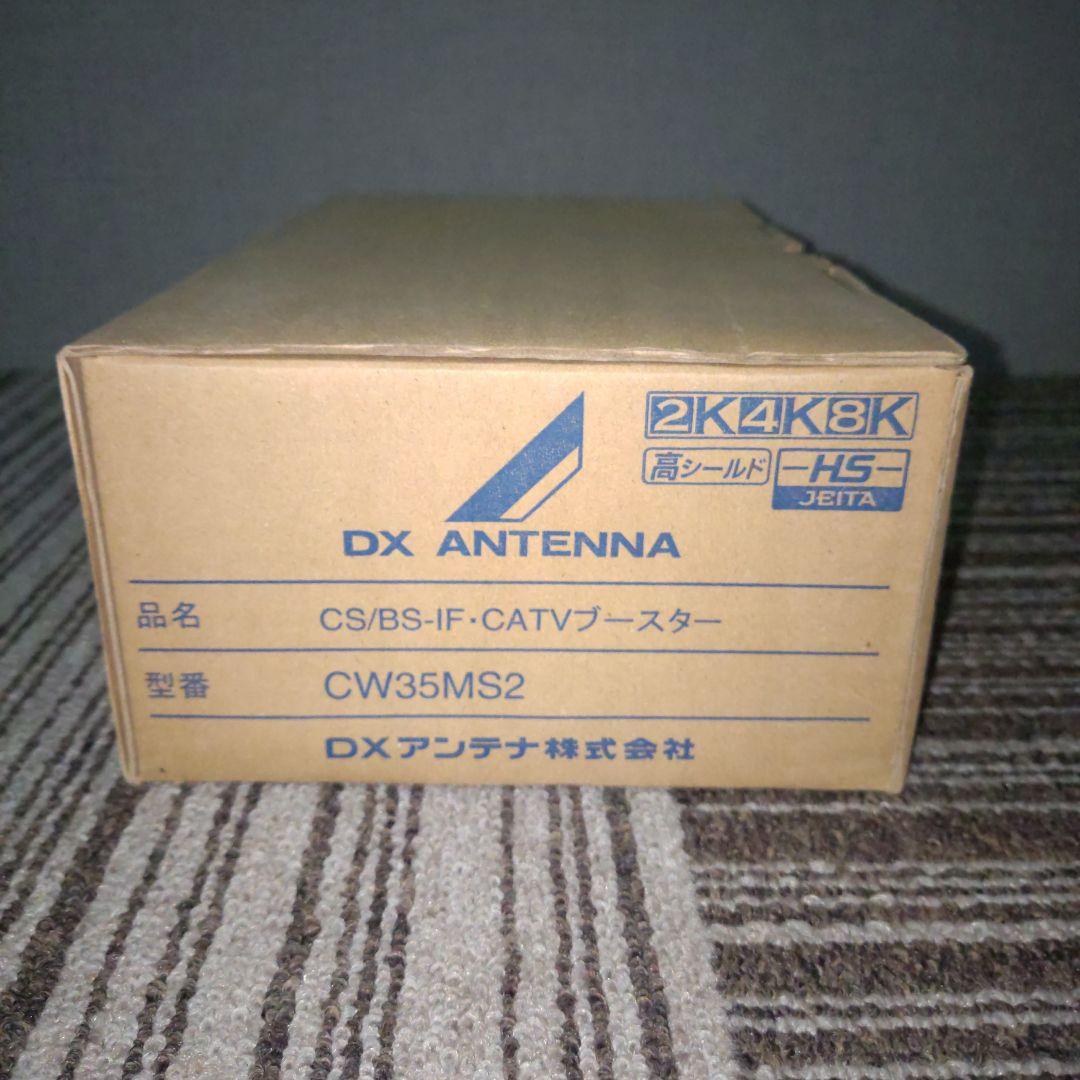 2K4K8K
高シールド
HS
JEITA
DX ANTENNA
品名 CS/BS-IF・CATVブースター
型番 CW35MS2
DXアンテナ株式会社